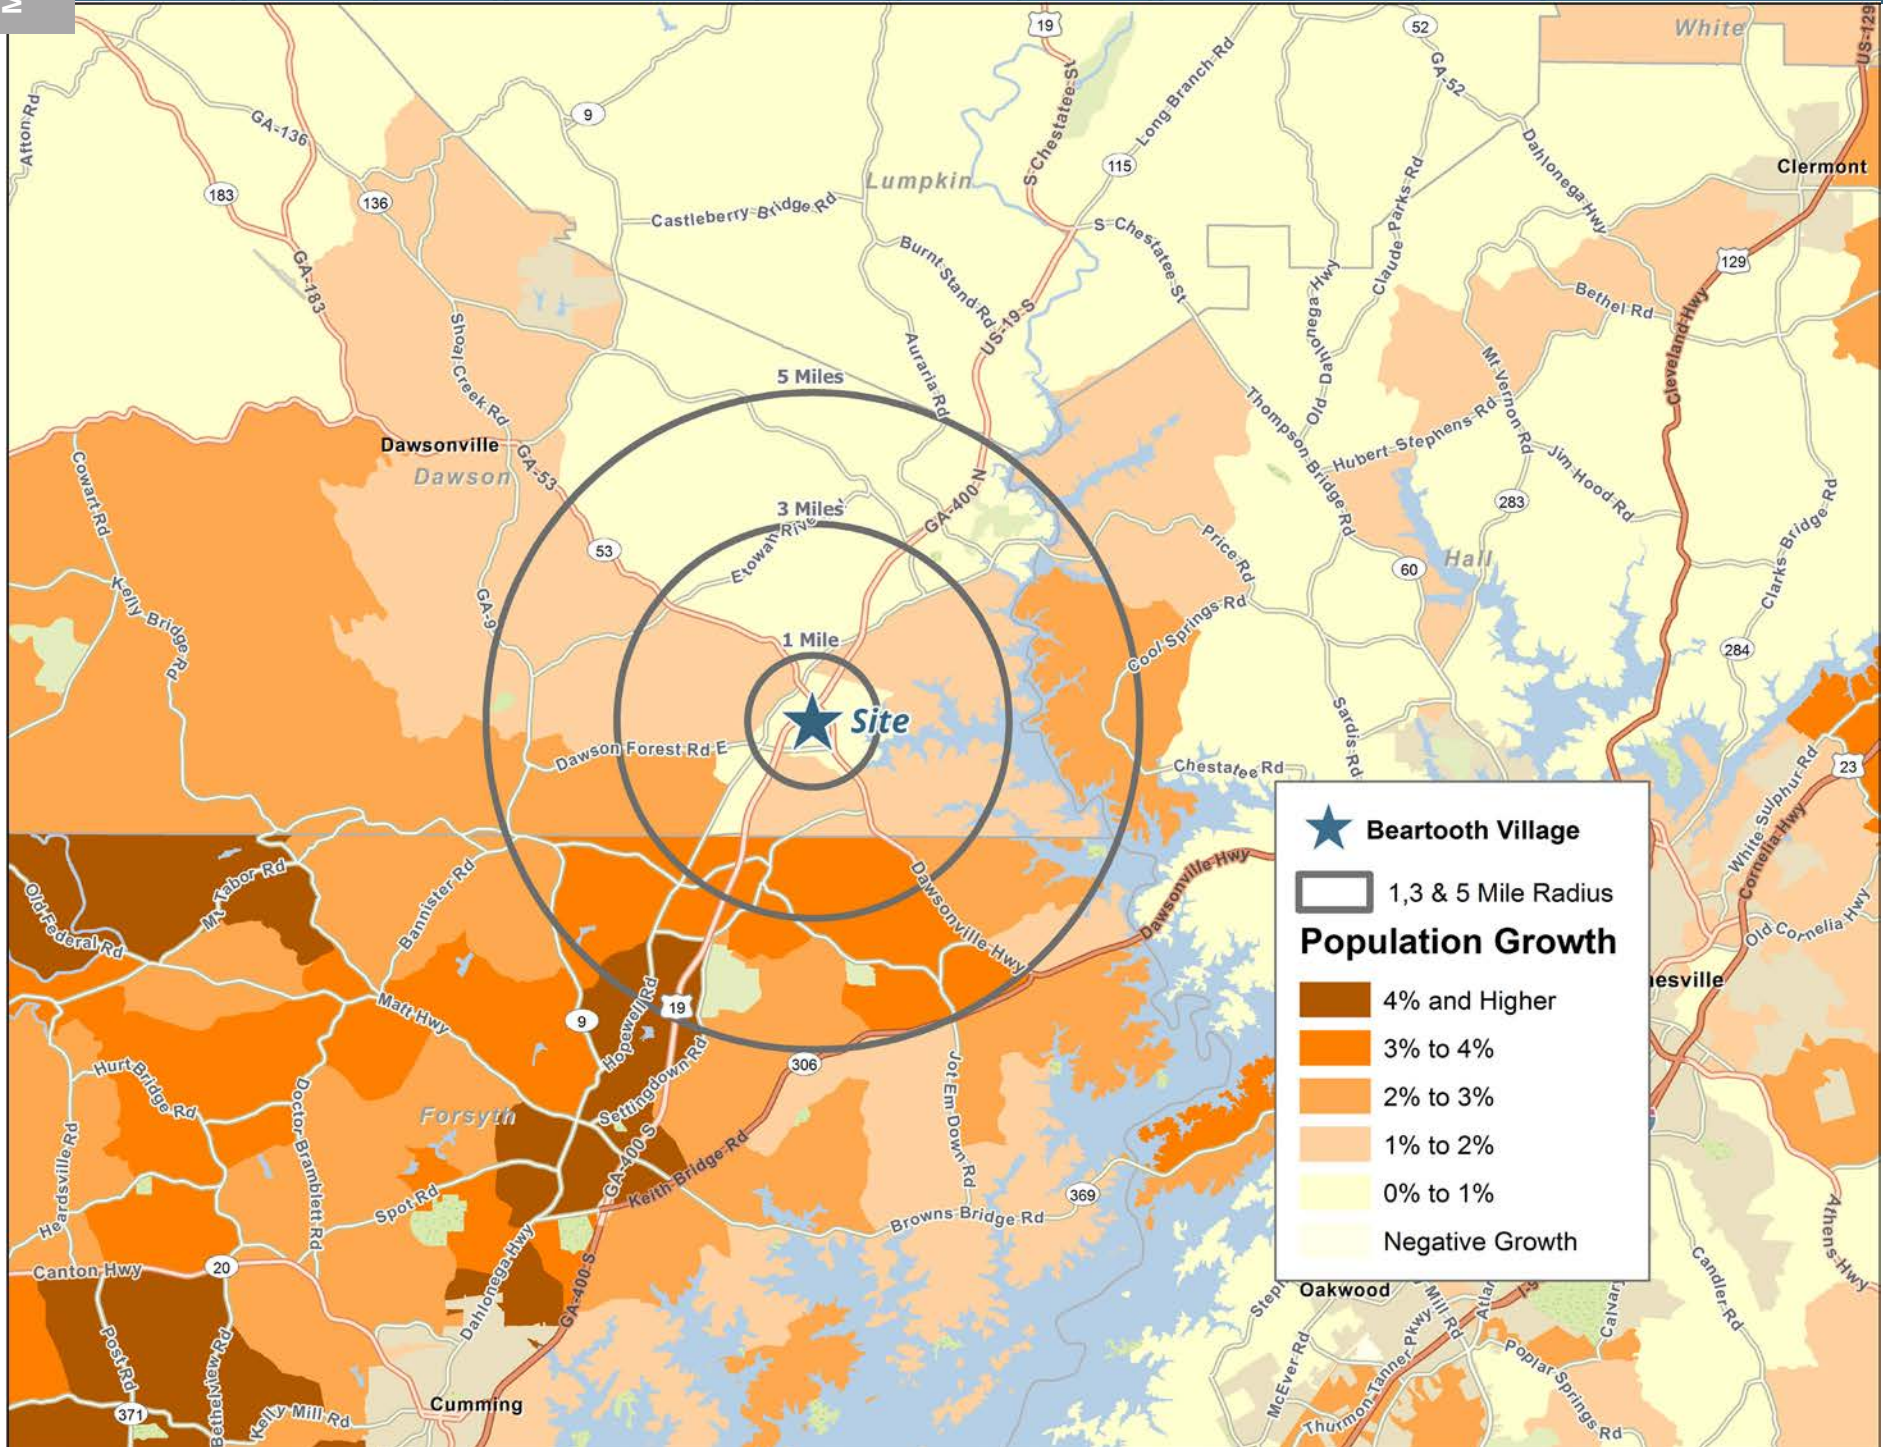 M
19
52
White
US-129
GA-52
Afton Rd
GA-136
9
S Chestatee St
Long Branch Rd
115
Dahlonega Hwy
Clermont
183
136
Lumpkin
Castleberry Bridge Rd
S Chestatee St
Claude Parks Rd
129
Burnt Stand Rd
GA-183
Old Dahlonega Hwy
Bethel Rd
US-19 S
Shoal Creek Rd
Auraria Rd
Cleveland Hwy
Mt Vernon Rd
5 Miles
Thompson Bridge Rd
Hubert Stephens Rd
Dawsonville
Dawson
GA-53
Cowart Rd
Jim Hood Rd
GA-400 N
283
Clarks Bridge Rd
3 Miles
Etowah River
53
Price Rd
60
Hall
Kelly Bridge Rd
GA-9
Cool Springs Rd
1 Mile
284
Site
Sardis Rd
Dawson Forest Rd E
Chestatee Rd
23
White Sulphur Rd
Cornelia Hwy
Beartooth Village
1,3 & 5 Mile Radius
Population Growth
4% and Higher
3% to 4%
2% to 3%
1% to 2%
0% to 1%
Negative Growth
Old Federal Rd
Mt Tabor Rd
Bannister Rd
Dawsonville Hwy
Dawsonville Hwy
Old Cornelia Hwy
nesville
Matt Hwy
9
Hopewell Rd
19
306
Settingdown Rd
Hurt Bridge Rd
Doctor Bramblett Rd
Forsyth
Jot Em Down Rd
GA-400 S
Keith Bridge Rd
Heardsville Rd
Spot Rd
369
Browns Bridge Rd
Athens Hwy
Canton Hwy
20
Dahlonega Hwy
GA-400 S
Candler Rd
Oakwood
Step
Mill Rd
Atlan
I-9
Calvary
Post Rd
Bethelview Rd
McEver Rd
Thurmon Tanner Pkwy
Poplar Springs Rd
371
Kelly Mill Rd
Cumming